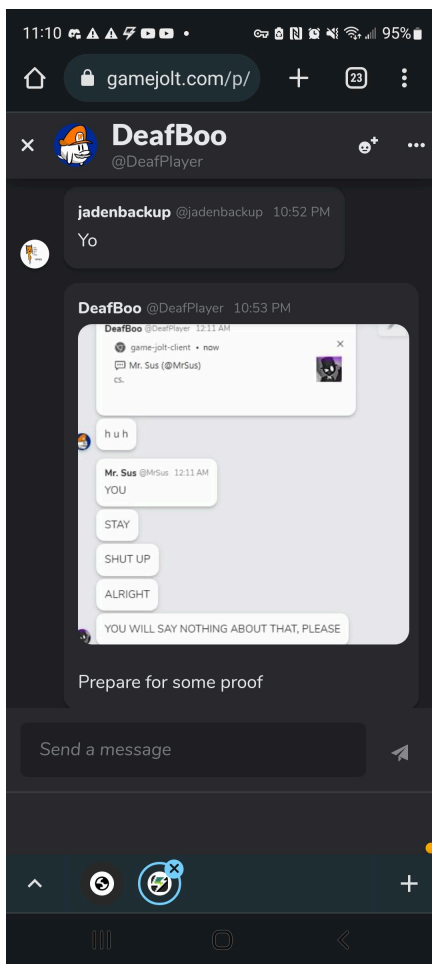 11:10
95%
gamejolt.com/p/
23
DeafBoo
@DeafPlayer
jadenbackup @jadenbackup 10:52 PM
Yo
DeafBoo @DeafPlayer 10:53 PM
DeafBoo @DeafPlayer 12:11 AM
game-jolt-client • now
Mr. Sus (@MrSus)
cs.
h u h
Mr. Sus @MrSus 12:11 AM
YOU
STAY
SHUT UP
ALRIGHT
YOU WILL SAY NOTHING ABOUT THAT, PLEASE
Prepare for some proof
Send a message